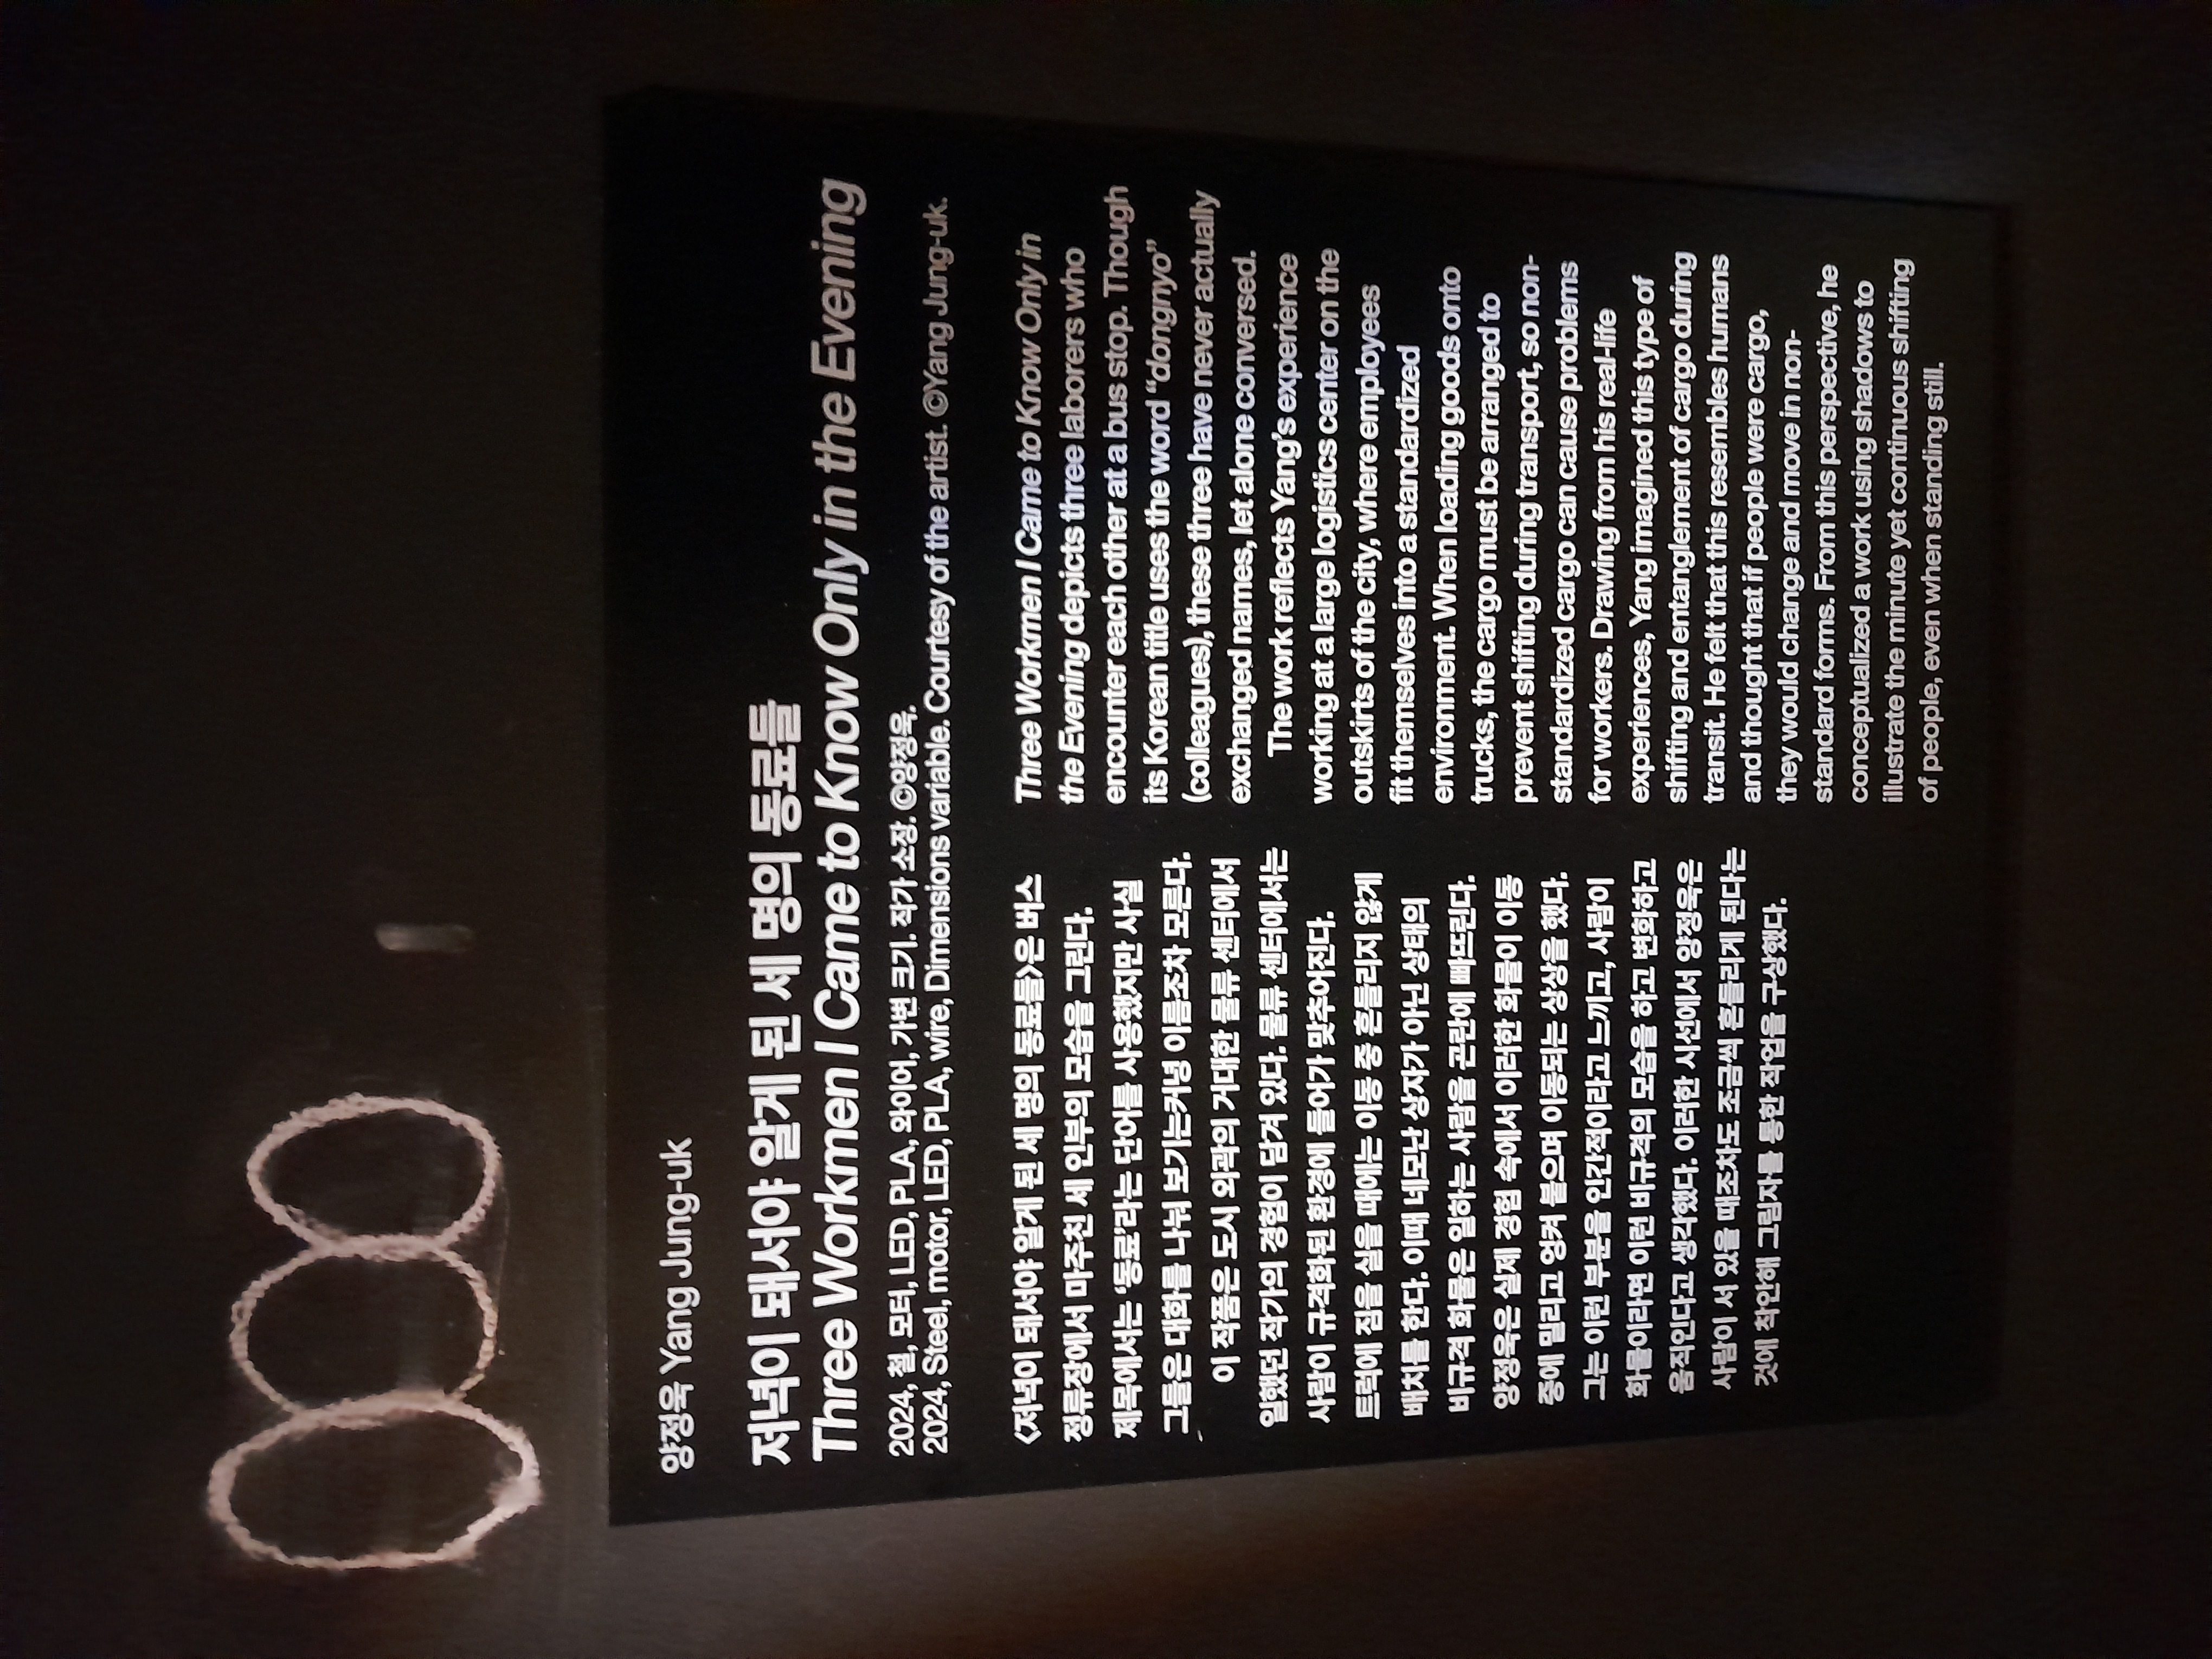 양정욱 Yang Jung-uk
저녁이 돼서야 알게 된 세 명의 동료들
Three Workmen I Came to Know Only in the Evening
2024, 철, 모터, LED, PLA, 와이어, 가변 크기. 작가 소장. ©양정욱.
2024, Steel, motor, LED, PLA, wire, Dimensions variable. Courtesy of the artist. ©Yang Jung-uk.
〈저녁이 돼서야 알게 된 세 명의 동료들〉은 버스
정류장에서 마주친 세 인부의 모습을 그린다.
제목에서는 ‘동료’라는 단어를 사용했지만 사실
그들은 대화를 나눠 보기는커녕 이름조차 모른다.
이 작품은 도시 외곽의 거대한 물류 센터에서
일했던 작가의 경험이 담겨 있다. 물류 센터에서는
사람이 규격화된 환경에 들어가 맞추어진다.
트럭에 짐을 실을 때에는 이동 중 흔들리지 않게
배치를 한다. 이때 네모난 상자가 아닌 상태의
비규격 화물은 일하는 사람을 곤란에 빠뜨린다.
양정욱은 실제 경험 속에서 이러한 화물이 이동
중에 밀리고 엉켜 붙으며 이동되는 상상을 했다.
그는 이런 부분을 인간적이라고 느끼고, 사람이
화물이라면 이런 비규격의 모습을 하고 변화하고
움직인다고 생각했다. 이러한 시선에서 양정욱은
사람이 서 있을 때조차도 조금씩 흔들리게 된다는
것에 착안해 그림자를 통한 작업을 구상했다.
Three Workmen I Came to Know Only in
the Evening depicts three laborers who
encounter each other at a bus stop. Though
its Korean title uses the word “dongnyo”
(colleagues), these three have never actually
exchanged names, let alone conversed.
The work reflects Yang’s experience
working at a large logistics center on the
outskirts of the city, where employees
fit themselves into a standardized
environment. When loading goods onto
trucks, the cargo must be arranged to
prevent shifting during transport, so non-
standardized cargo can cause problems
for workers. Drawing from his real-life
experiences, Yang imagined this type of
shifting and entanglement of cargo during
transit. He felt that this resembles humans
and thought that if people were cargo,
they would change and move in non-
standard forms. From this perspective, he
conceptualized a work using shadows to
illustrate the minute yet continuous shifting
of people, even when standing still.